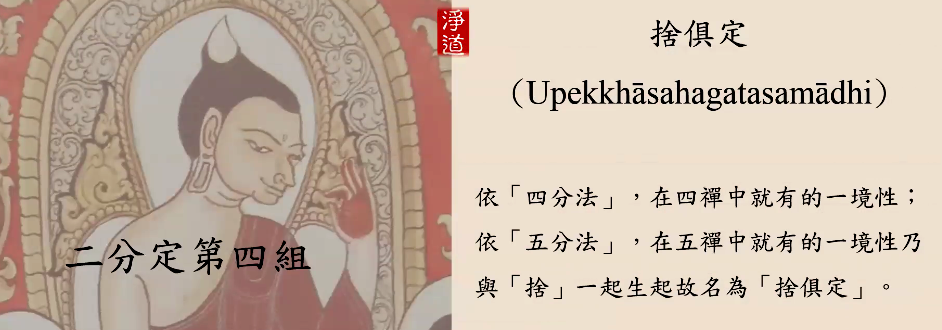 淨道
二分定第四組
捨俱定
（Upekkhāsahagatasamādhi）
依「四分法」，在四禪中就有的一境性；
依「五分法」，在五禪中就有的一境性乃
與「捨」一起生起故名為「捨俱定」。